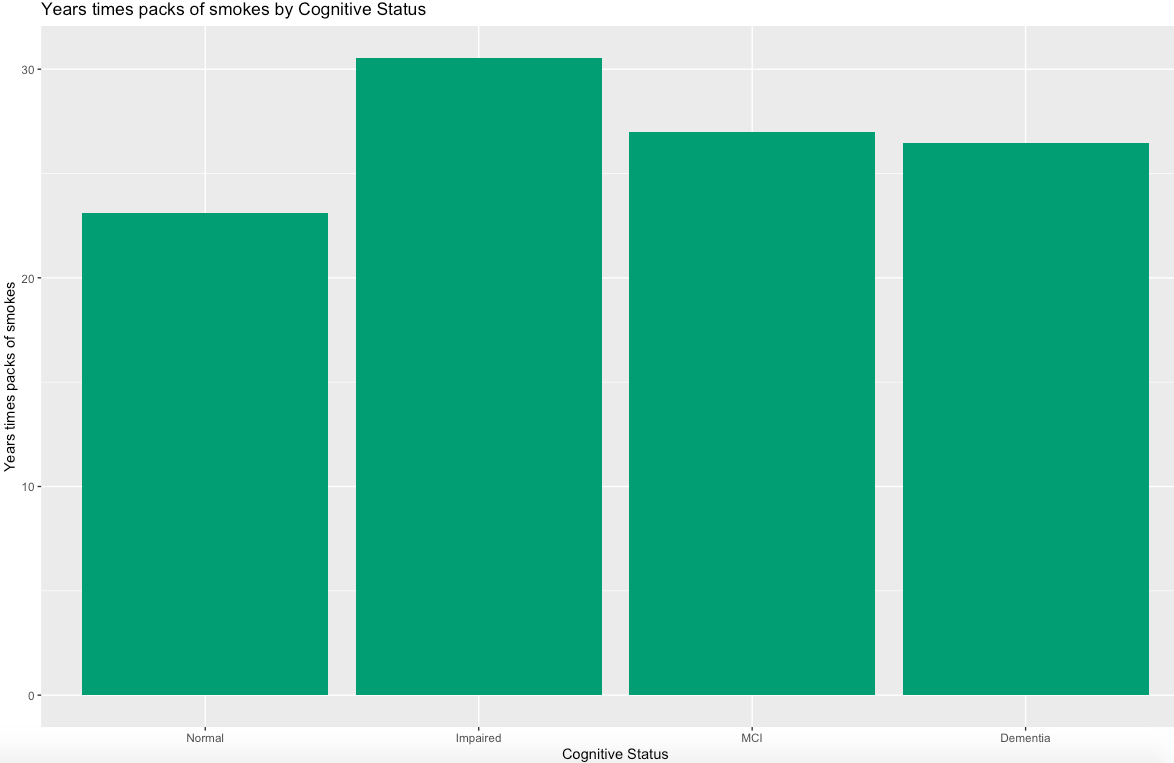 Years times packs of smokes by Cognitive Status
Years times packs of smokes
30
20
10
0
Normal Impaired MCI Dementia
Cognitive Status